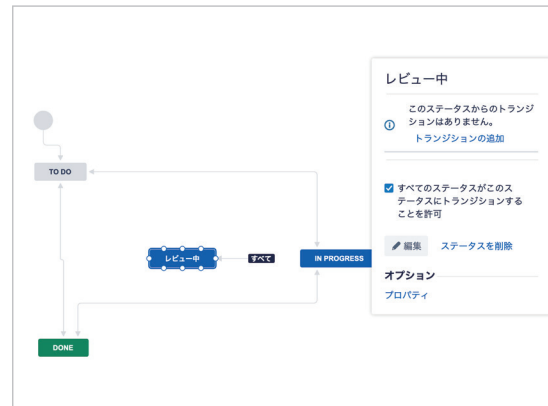 TO DO
レビュー中
すべて
IN PROGRESS
DONE
レビュー中
このステータスからのトランジ
ションはありません。
トランジションの追加
すべてのステータスがこのス
テータスにトランジションする
ことを許可
編集
ステータスを削除
オプション
プロパティ